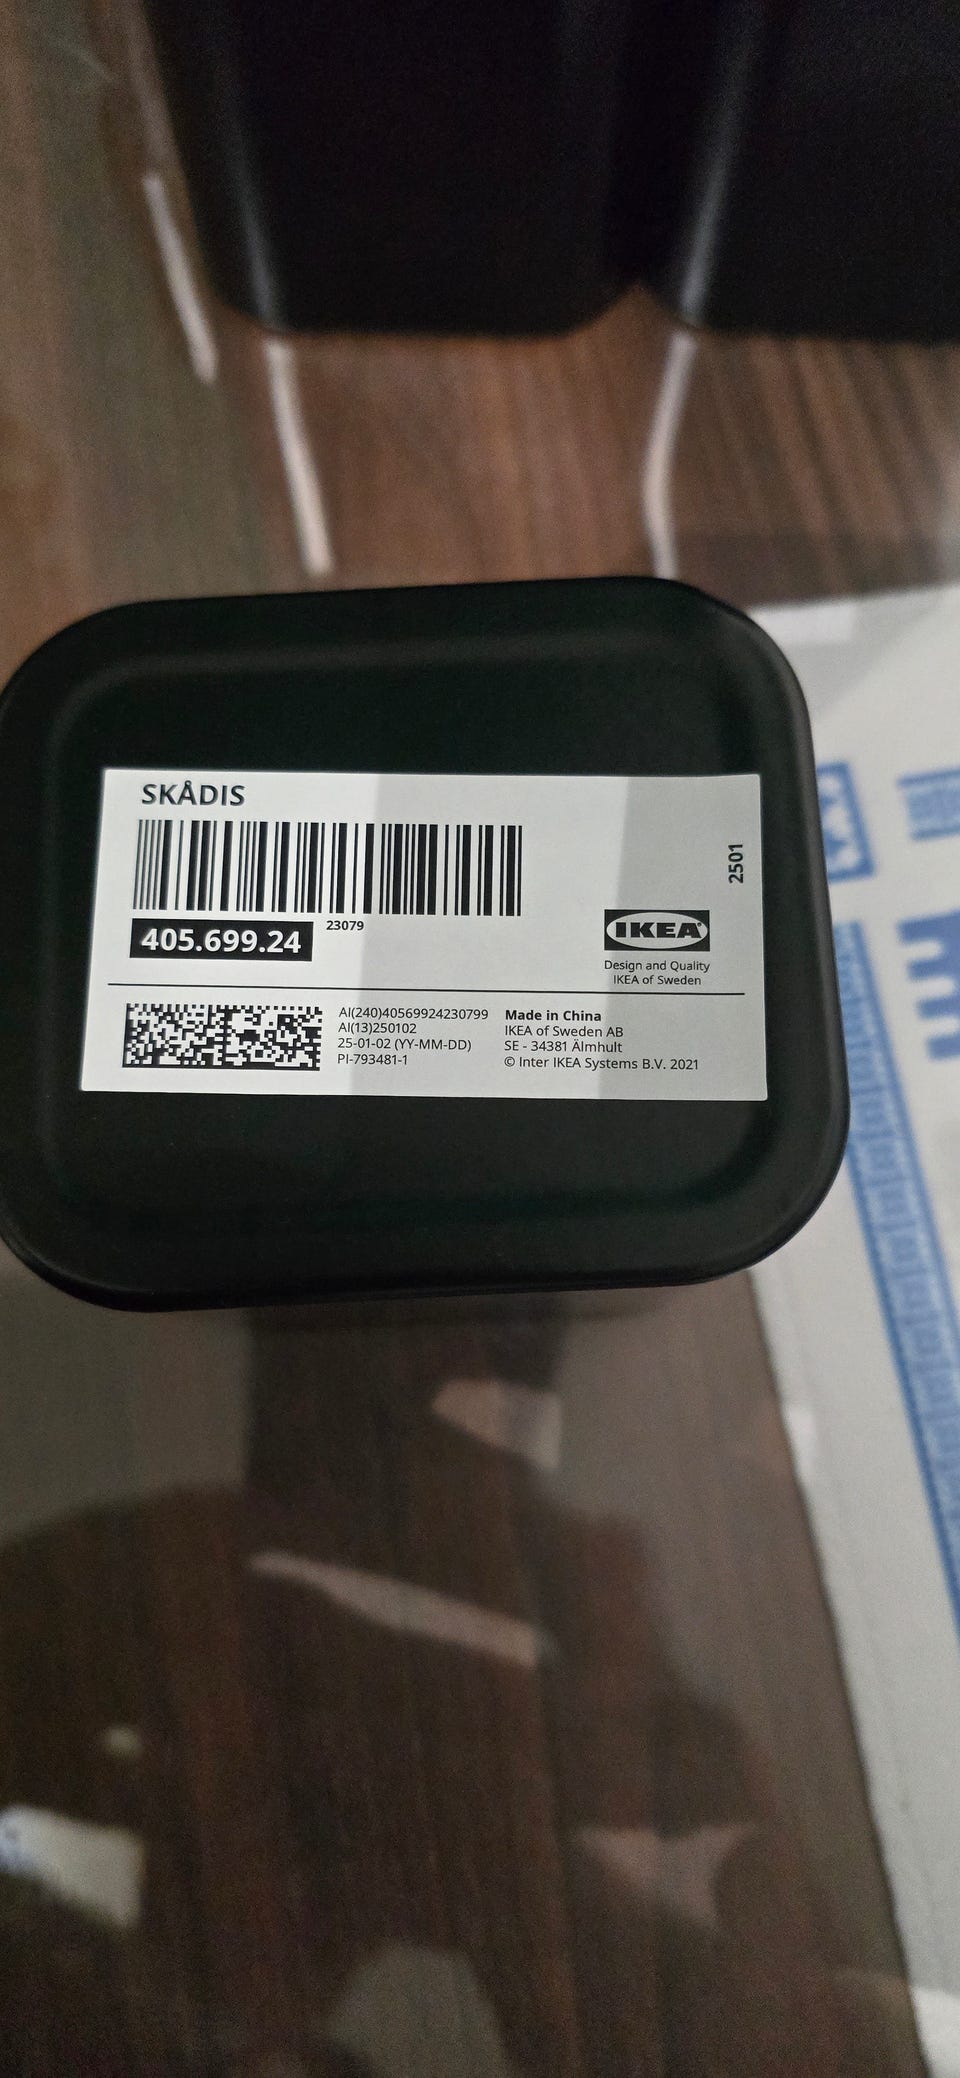 SKÅDIS
2501
405.699.24
23079
IKEA®
Design and Quality
IKEA of Sweden
AI(240)40569924230799
AI(13)250102
25-01-02 (YY-MM-DD)
PI-793481-1
Made in China
IKEA of Sweden AB
SE - 34381 Älmhult
© Inter IKEA Systems B.V. 2021